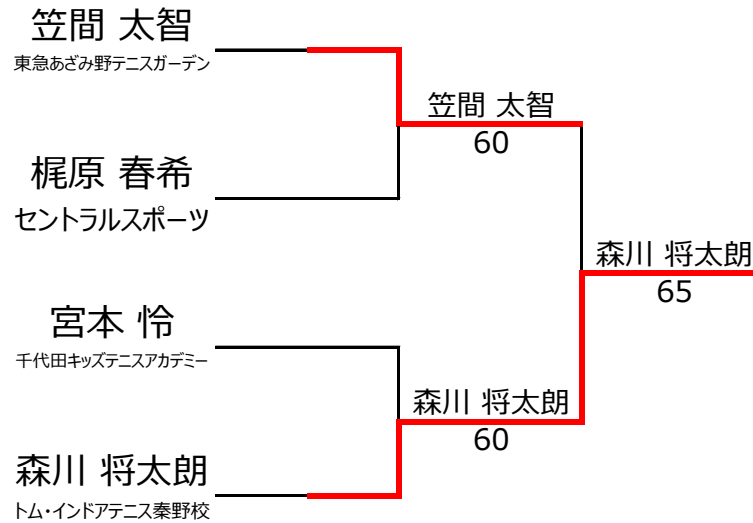 笠間 太智
東急あざみ野テニスガーデン
梶原 春希
セントラルスポーツ
宮本 怜
千代田キッズテニスアカデミー
森川 将太朗
トム・インドアテニス秦野校
笠間 太智
60
森川 将太朗
60
森川 将太朗
65